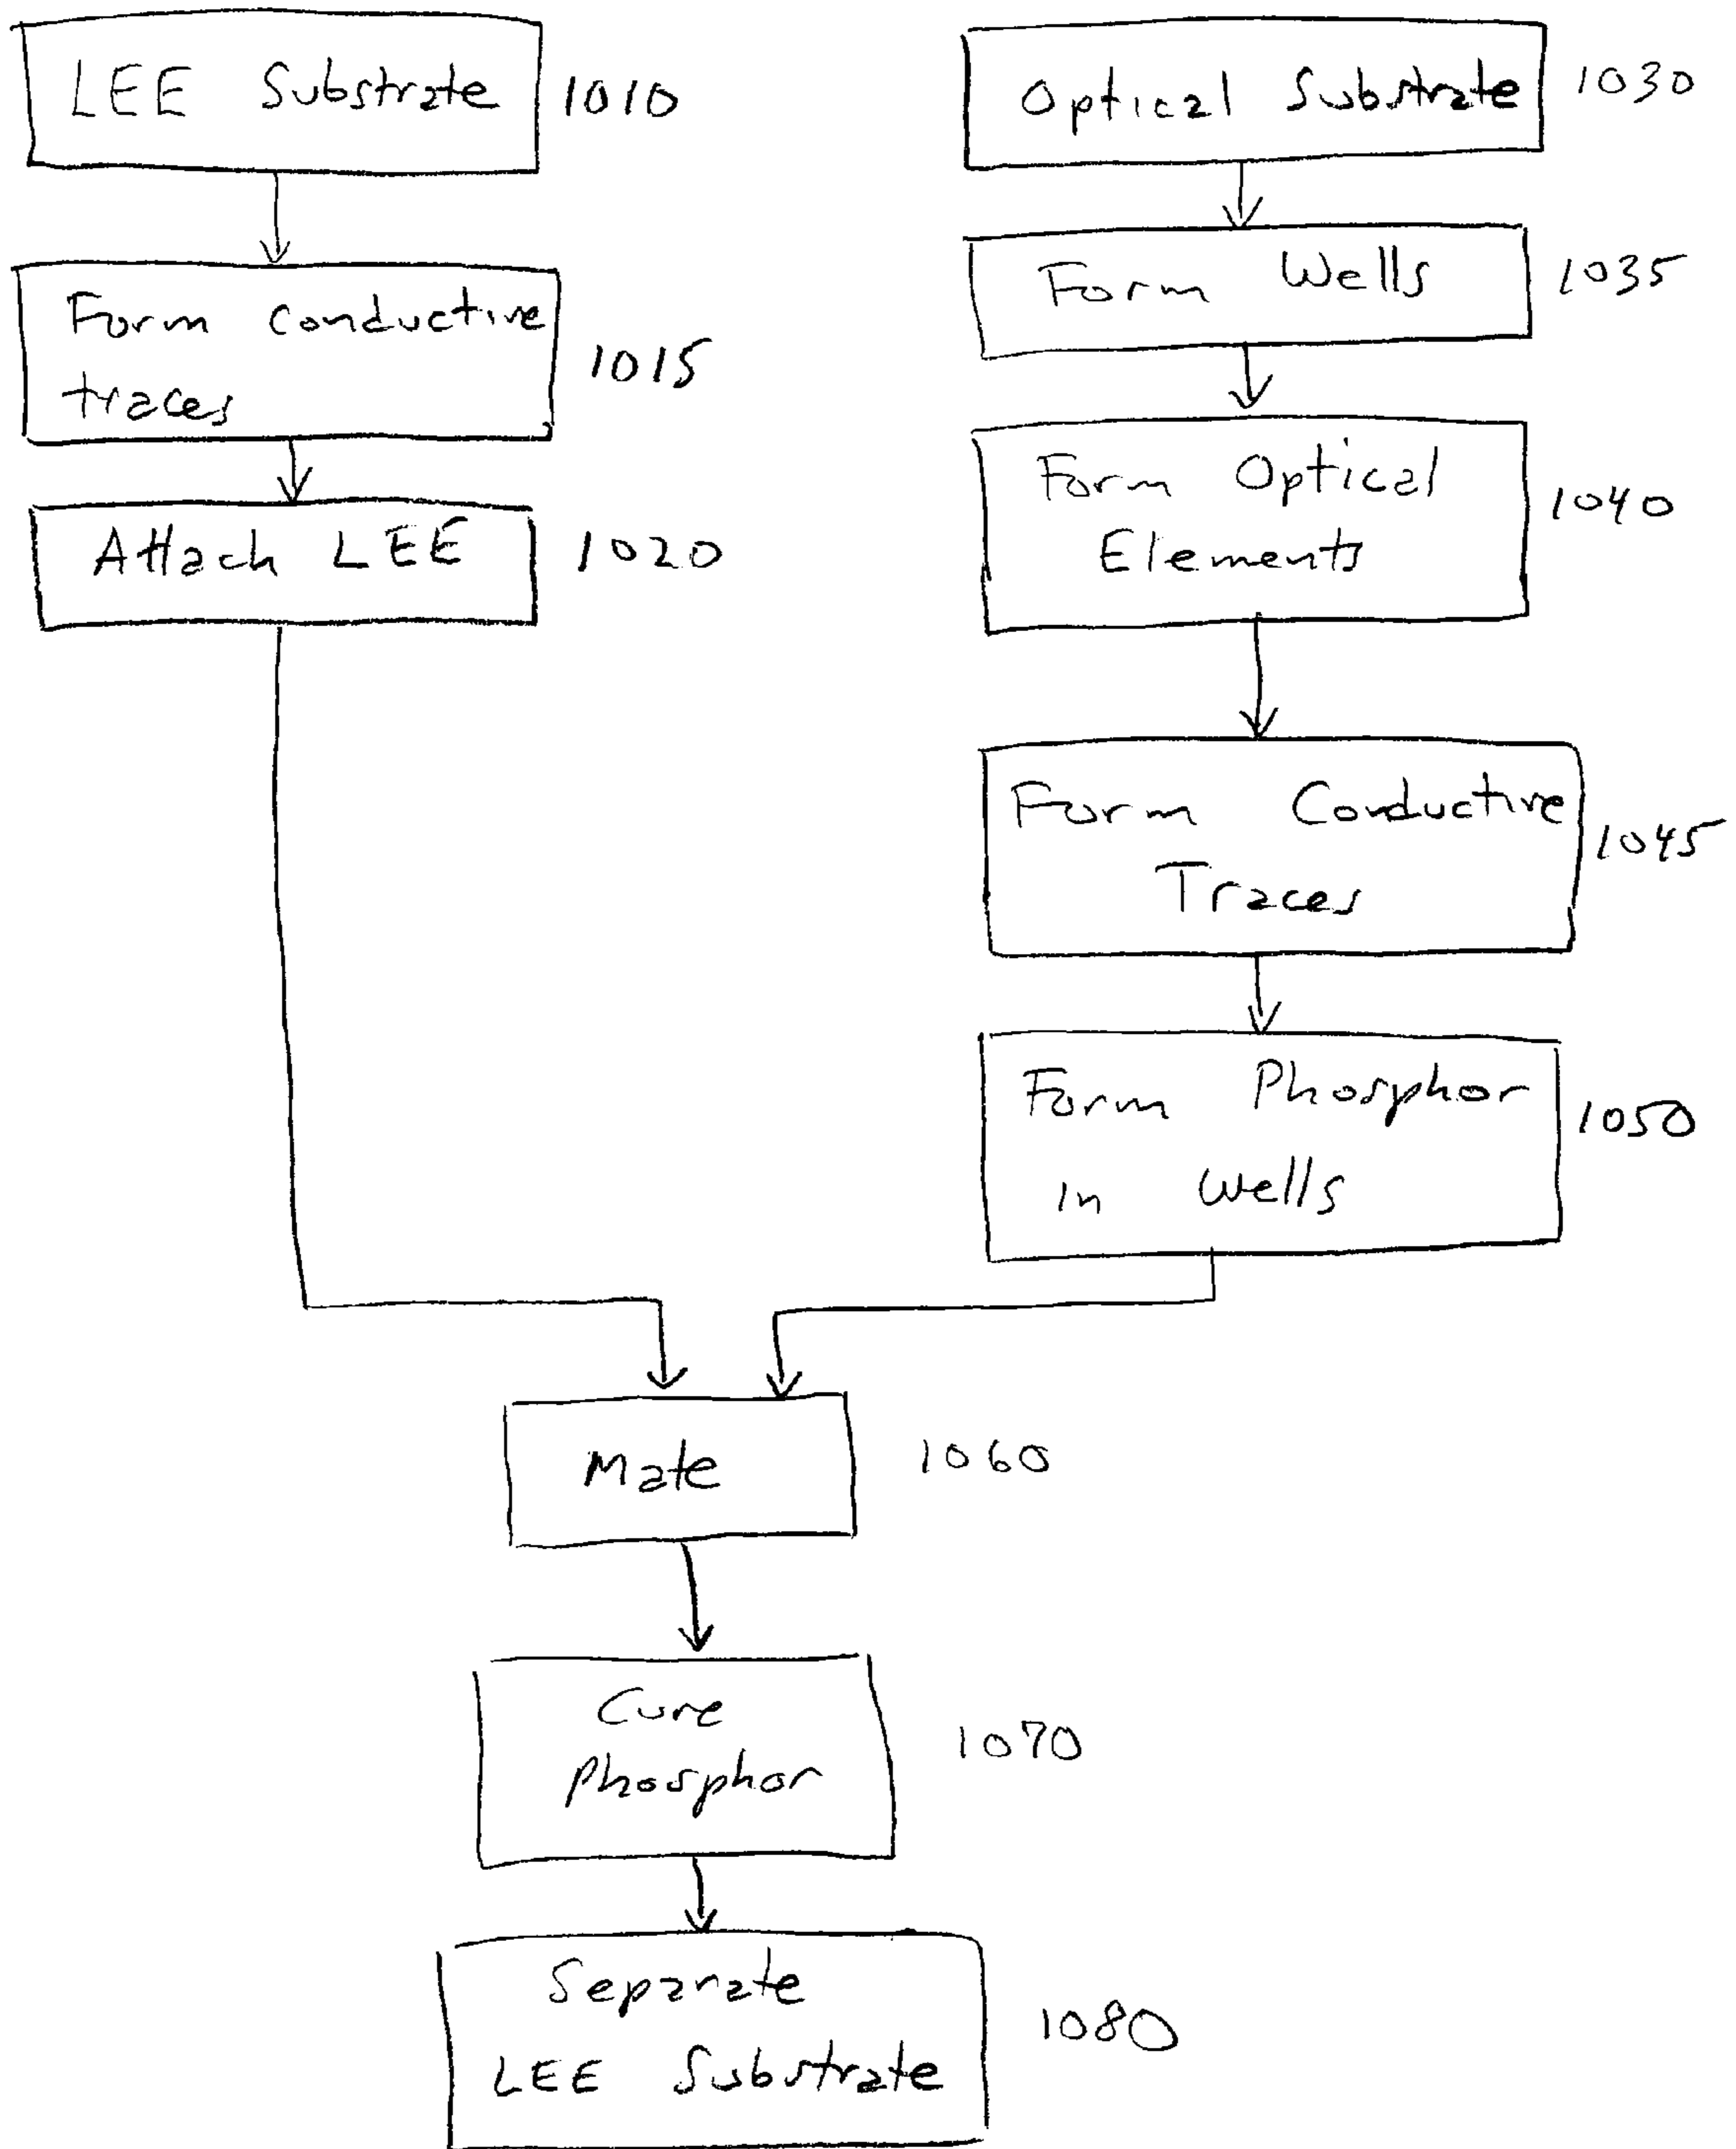 LEE Substrate 1010
Form conductive
traces
1015
Attach LEE 1020
Optical Substrate 1030
Form Wells 1035
Form Optical
Elements
1040
Form Conductive
Traces
1045
Form Phosphor
in Wells
1050
Mate 1060
Cure
Phosphor
1070
Separate
LEE Substrate
1080